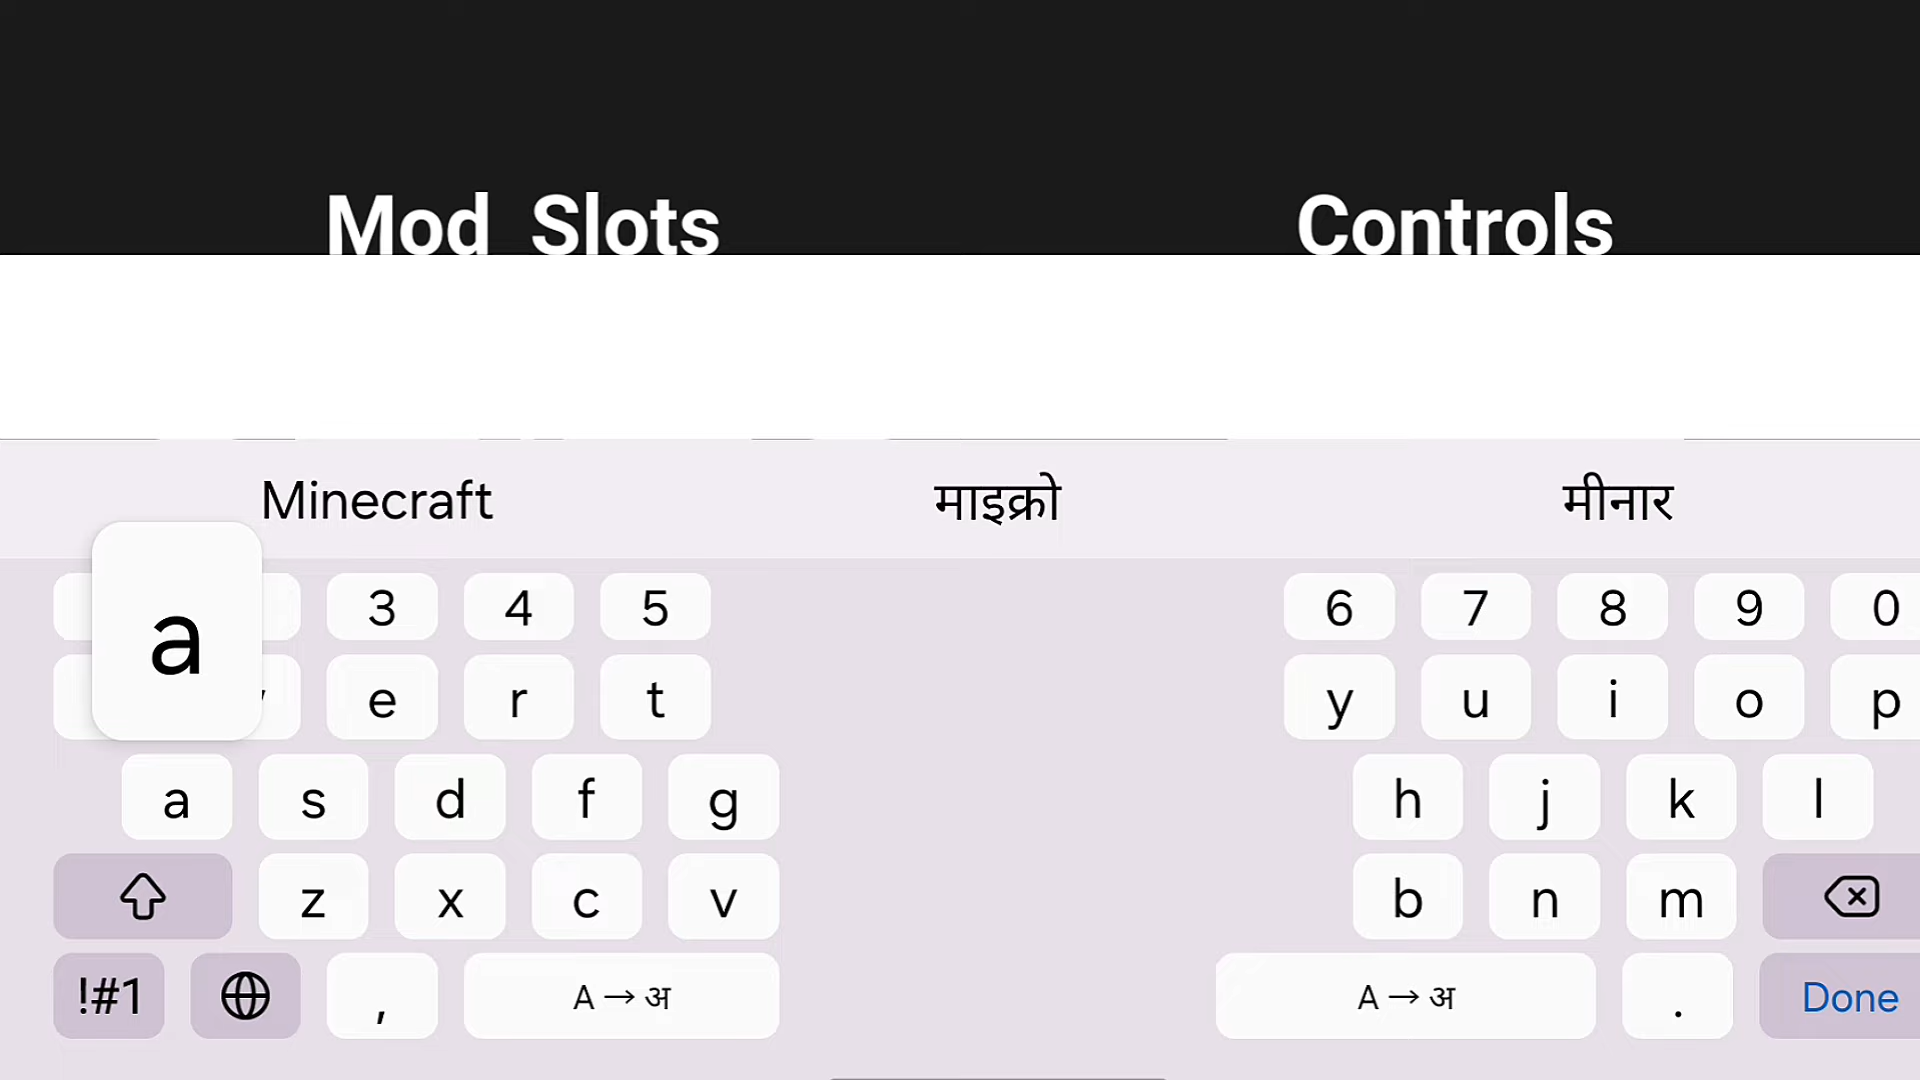 Mod Slots Controls
Minecraft माइक्रो मीनार
a 3 4 5 6 7 8 9 0
e r t y u i o p
a s d f g h j k l
z x c v b n m
!#1 , A → अ A → अ . Done